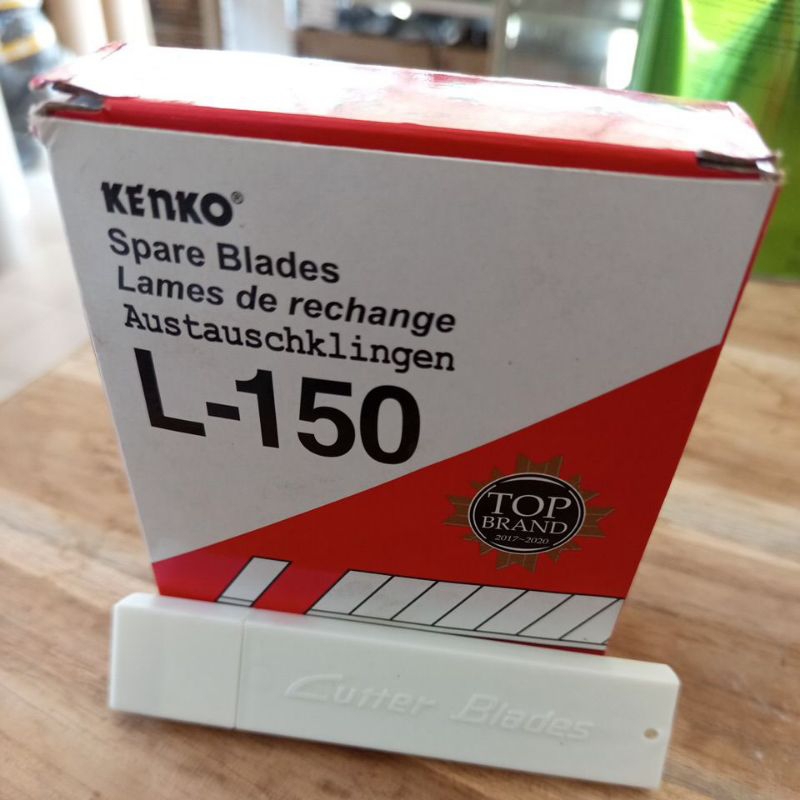 KENKO®
Spare Blades
Lames de rechange
Austauschklingen
L-150
TOP
BRAND
2017~2020
Cutter Blades